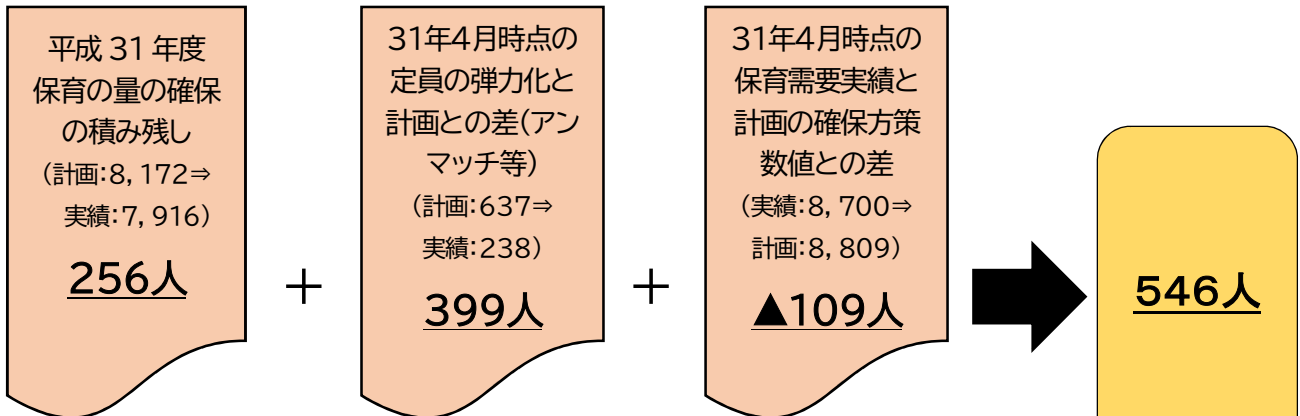 平成 31 年度
保育の量の確保
の積み残し
(計画:8,172⇒
実績:7,916)
256人
+
31年4月時点の
定員の弾力化と
計画との差(アン
マッチ等)
(計画:637⇒
実績:238)
399人
+
31年4月時点の
保育需要実績と
計画の確保方策
数値との差
(実績:8,700⇒
計画:8,809)
▲109人
546人